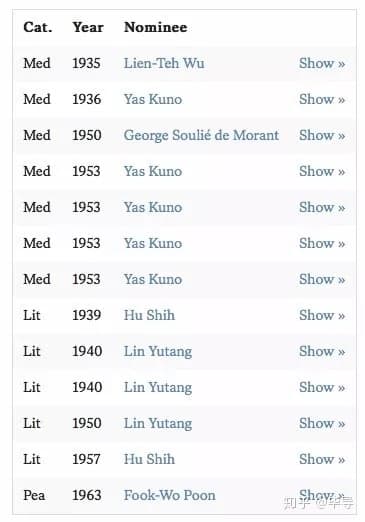 Cat. Year Nominee
Med 1935 Lien-Teh Wu Show »
Med 1936 Yas Kuno Show »
Med 1950 George Soulié de Morant Show »
Med 1953 Yas Kuno Show »
Med 1953 Yas Kuno Show »
Med 1953 Yas Kuno Show »
Med 1953 Yas Kuno Show »
Lit 1939 Hu Shih Show »
Lit 1940 Lin Yutang Show »
Lit 1940 Lin Yutang Show »
Lit 1950 Lin Yutang Show »
Lit 1957 Hu Shih Show »
Pea 1963 Fook-Wo Poon Show »
知乎 @毕导